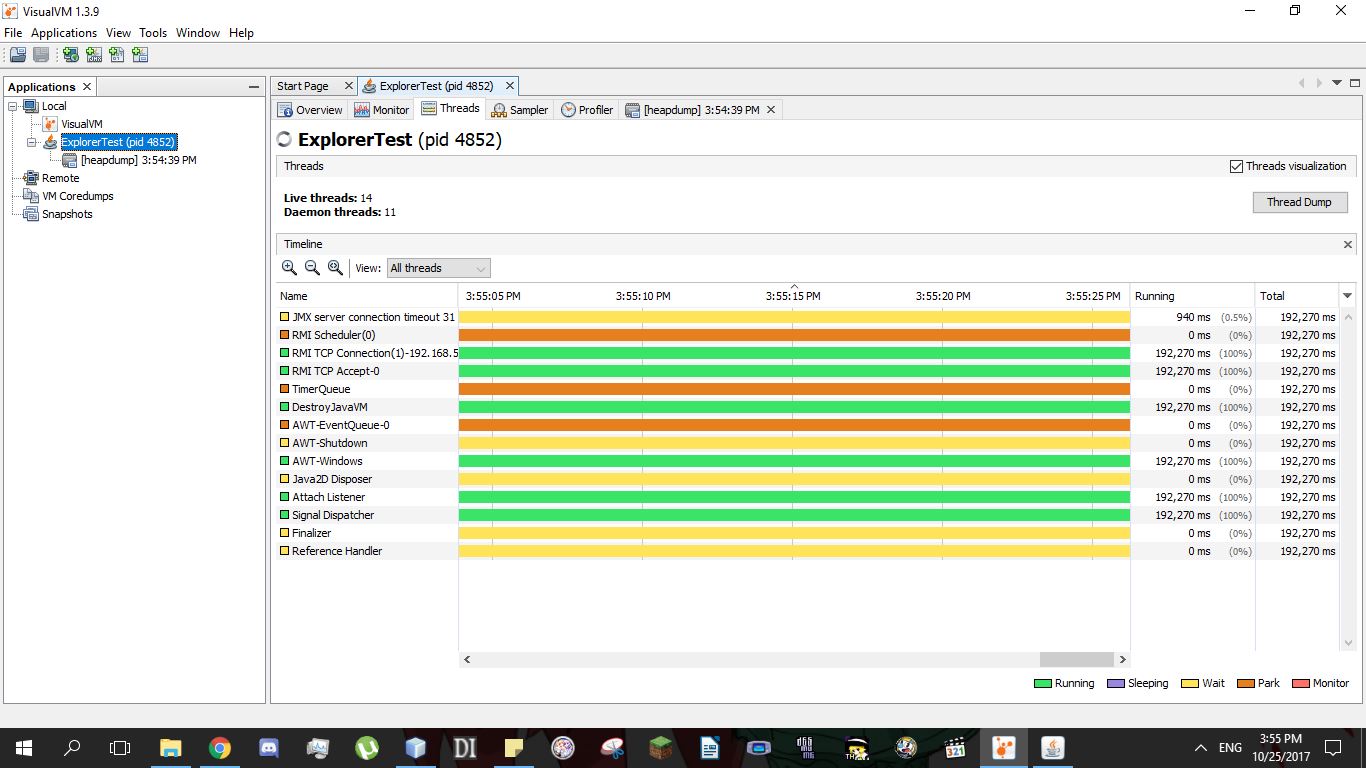 VisualVM 1.3.9
File Applications View Tools Window Help
Applications
Start Page ExplorerTest (pid 4852)
Local
VisualVM
ExplorerTest (pid 4852)
[heapdump] 3:54:39 PM
Remote
VM Coredumps
Snapshots
Overview Monitor Threads Sampler Profiler [heapdump] 3:54:39 PM
ExplorerTest (pid 4852)
Threads Threads visualization
Live threads: 14
Daemon threads: 11
Thread Dump
Timeline
View: All threads
Name 3:55:05 PM 3:55:10 PM 3:55:15 PM 3:55:20 PM 3:55:25 PM Running Total
JMX server connection timeout 31 940 ms (0.5%) 192,270 ms
RMI Scheduler(0) 0 ms (0%) 192,270 ms
RMI TCP Connection(1)-192.168.5 192,270 ms (100%) 192,270 ms
RMI TCP Accept-0 192,270 ms (100%) 192,270 ms
TimerQueue 0 ms (0%) 192,270 ms
DestroyJavaVM 192,270 ms (100%) 192,270 ms
AWT-EventQueue-0 0 ms (0%) 192,270 ms
AWT-Shutdown 0 ms (0%) 192,270 ms
AWT-Windows 192,270 ms (100%) 192,270 ms
Java2D Disposer 0 ms (0%) 192,270 ms
Attach Listener 192,270 ms (100%) 192,270 ms
Signal Dispatcher 192,270 ms (100%) 192,270 ms
Finalizer 0 ms (0%) 192,270 ms
Reference Handler 0 ms (0%) 192,270 ms
Running Sleeping Wait Park Monitor
DI
321
ENG
3:55 PM
10/25/2017